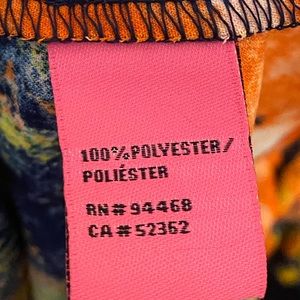 100% POLYESTER/
POLIÉSTER
RN# 94468
CA # 52362